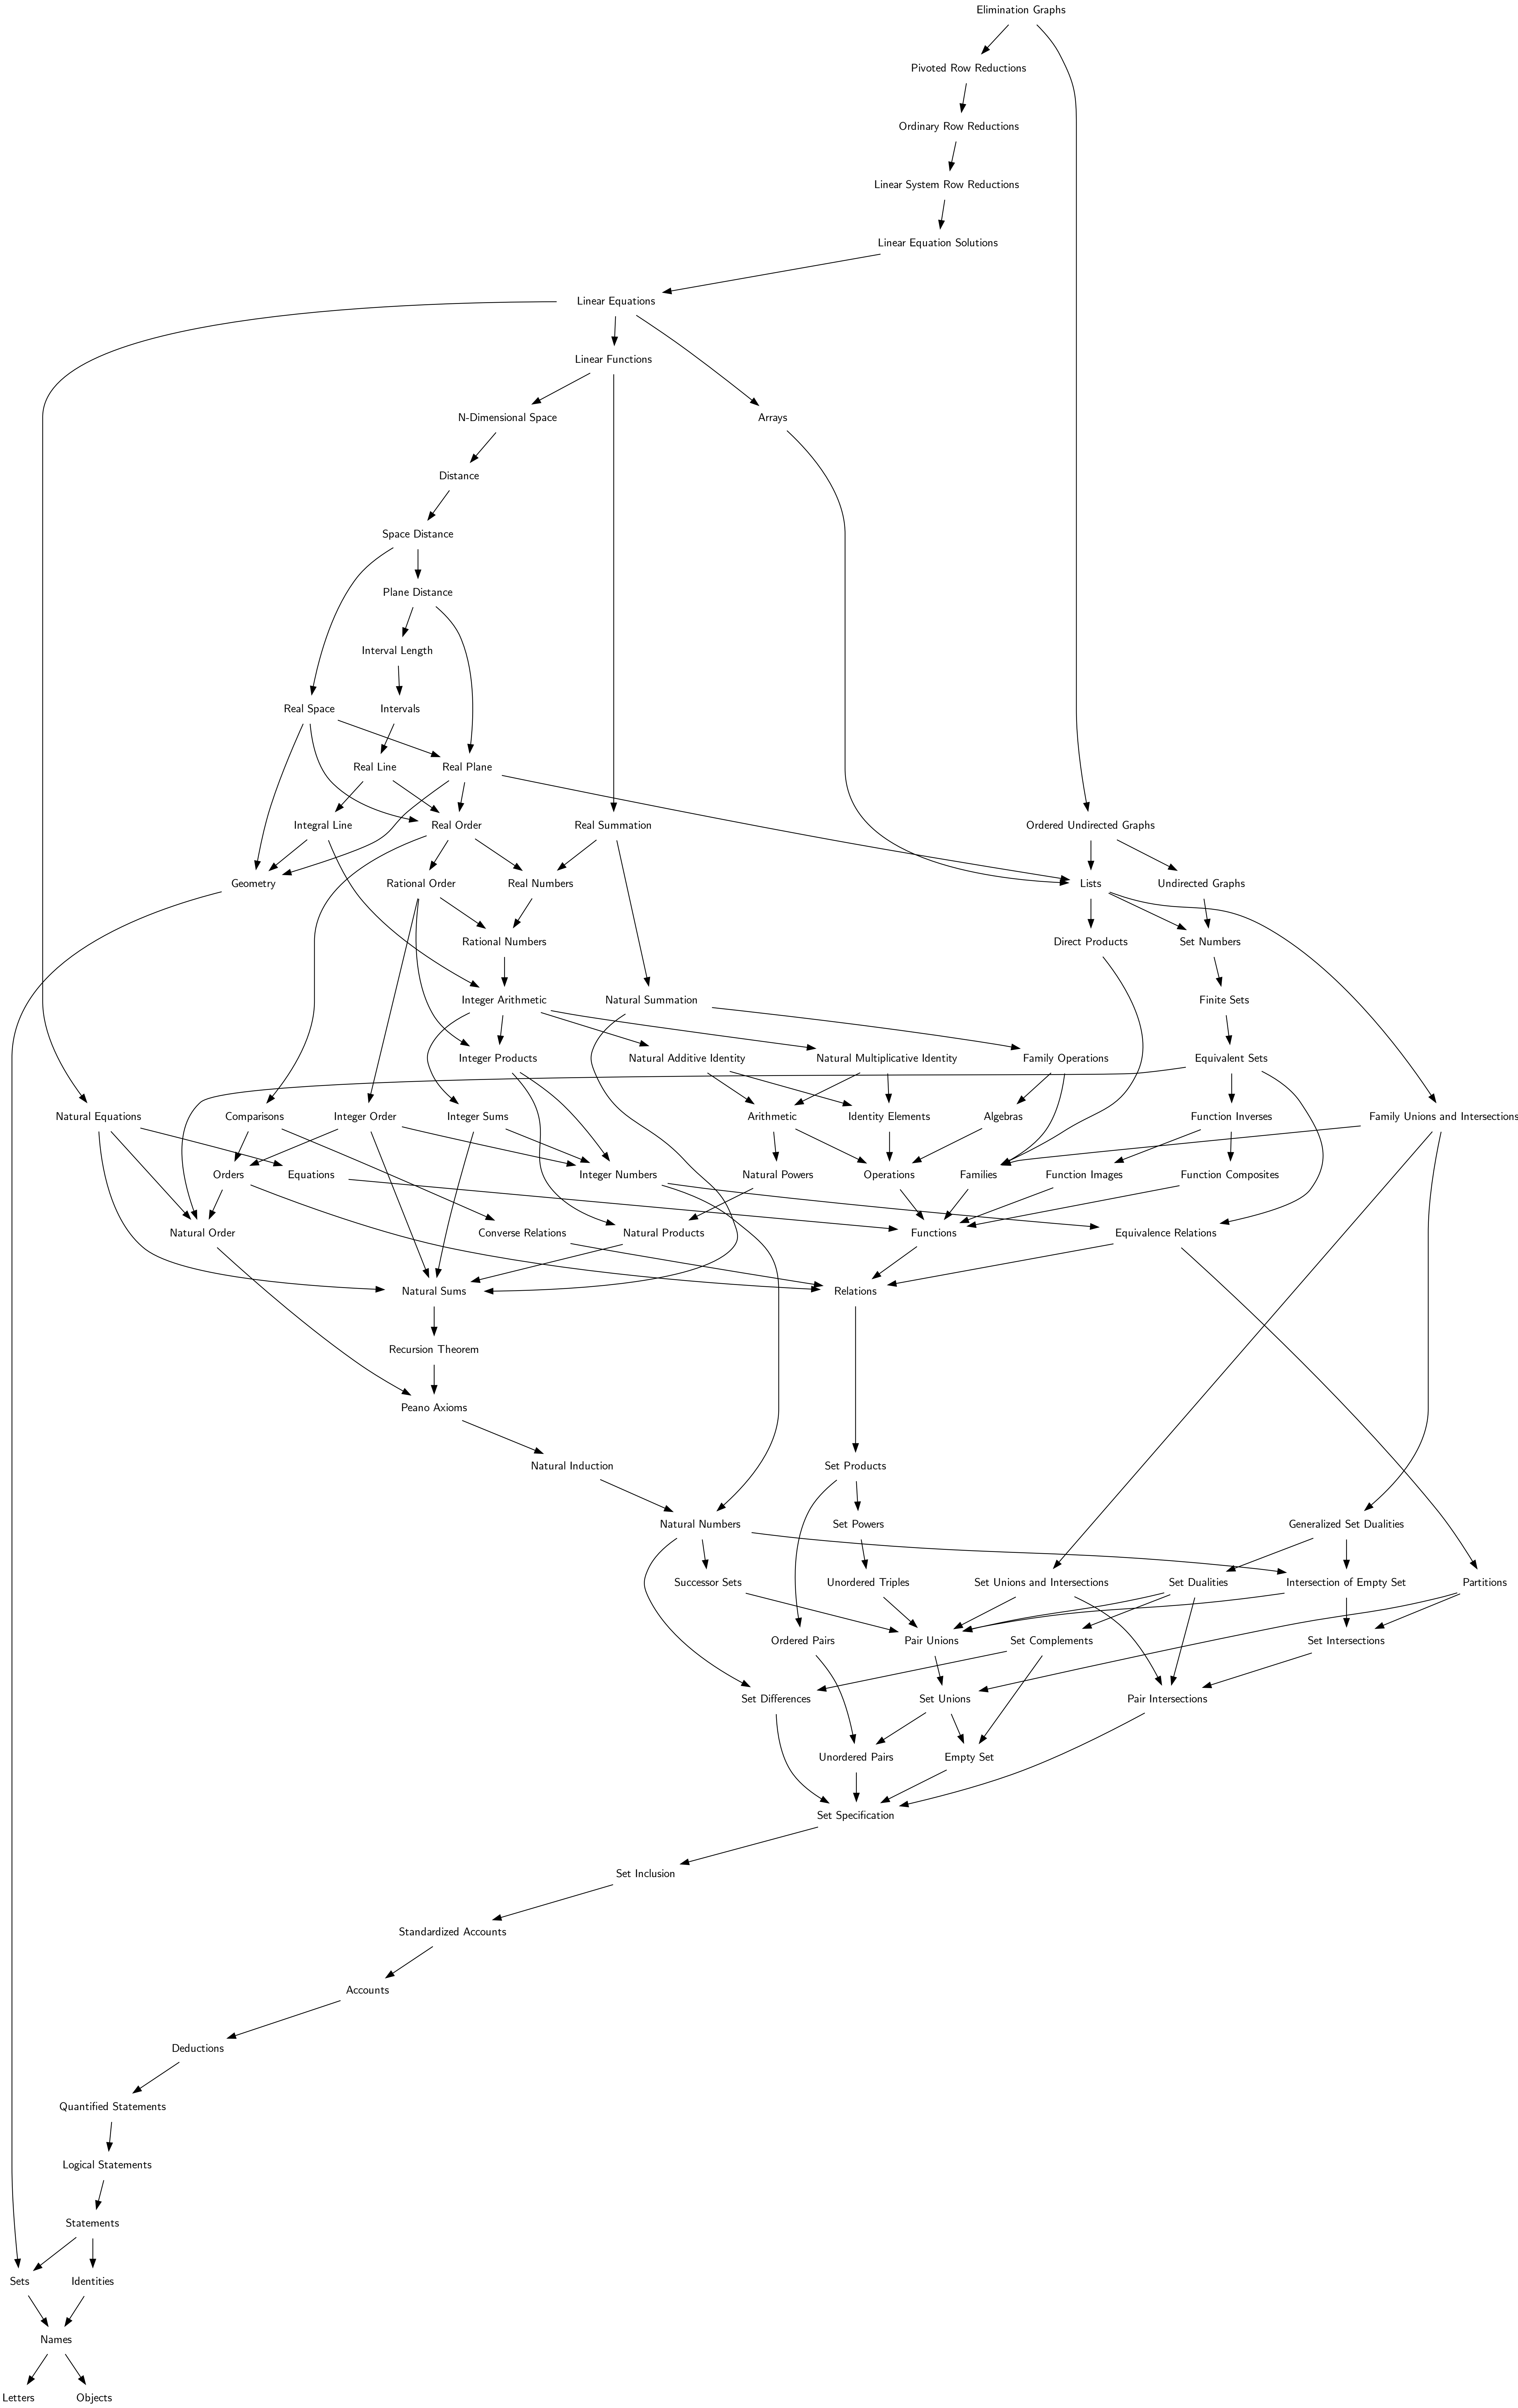 Elimination Graphs
Pivoted Row Reductions
Ordinary Row Reductions
Linear System Row Reductions
Linear Equation Solutions
Linear Equations
Linear Functions
N-Dimensional Space
Arrays
Distance
Space Distance
Plane Distance
Interval Length
Real Space
Intervals
Real Line
Real Plane
Integral Line
Real Order
Real Summation
Ordered Undirected Graphs
Geometry
Rational Order
Real Numbers
Lists
Undirected Graphs
Rational Numbers
Direct Products
Set Numbers
Integer Arithmetic
Natural Summation
Finite Sets
Integer Products
Natural Additive Identity
Natural Multiplicative Identity
Family Operations
Equivalent Sets
Natural Equations
Comparisons
Integer Order
Integer Sums
Arithmetic
Identity Elements
Algebras
Function Inverses
Family Unions and Intersections
Orders
Equations
Integer Numbers
Natural Powers
Operations
Families
Function Images
Function Composites
Natural Order
Converse Relations
Natural Products
Functions
Equivalence Relations
Natural Sums
Relations
Recursion Theorem
Peano Axioms
Natural Induction
Set Products
Natural Numbers
Set Powers
Generalized Set Dualities
Successor Sets
Unordered Triples
Set Unions and Intersections
Set Dualities
Intersection of Empty Set
Partitions
Ordered Pairs
Pair Unions
Set Complements
Set Intersections
Set Differences
Set Unions
Pair Intersections
Unordered Pairs
Empty Set
Set Specification
Set Inclusion
Standardized Accounts
Accounts
Deductions
Quantified Statements
Logical Statements
Statements
Sets
Identities
Names
Letters
Objects